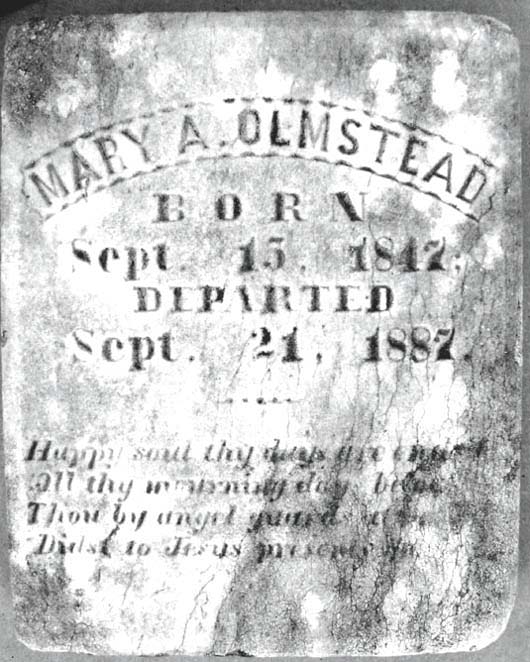 MARY A. OLMSTEAD
BORN
Sept. 15, 1847.
DEPARTED
Sept. 21, 1887.
Happy soul thy days are ended
All thy mourning days below
Thou by angel guards
Didst to Jesus presence